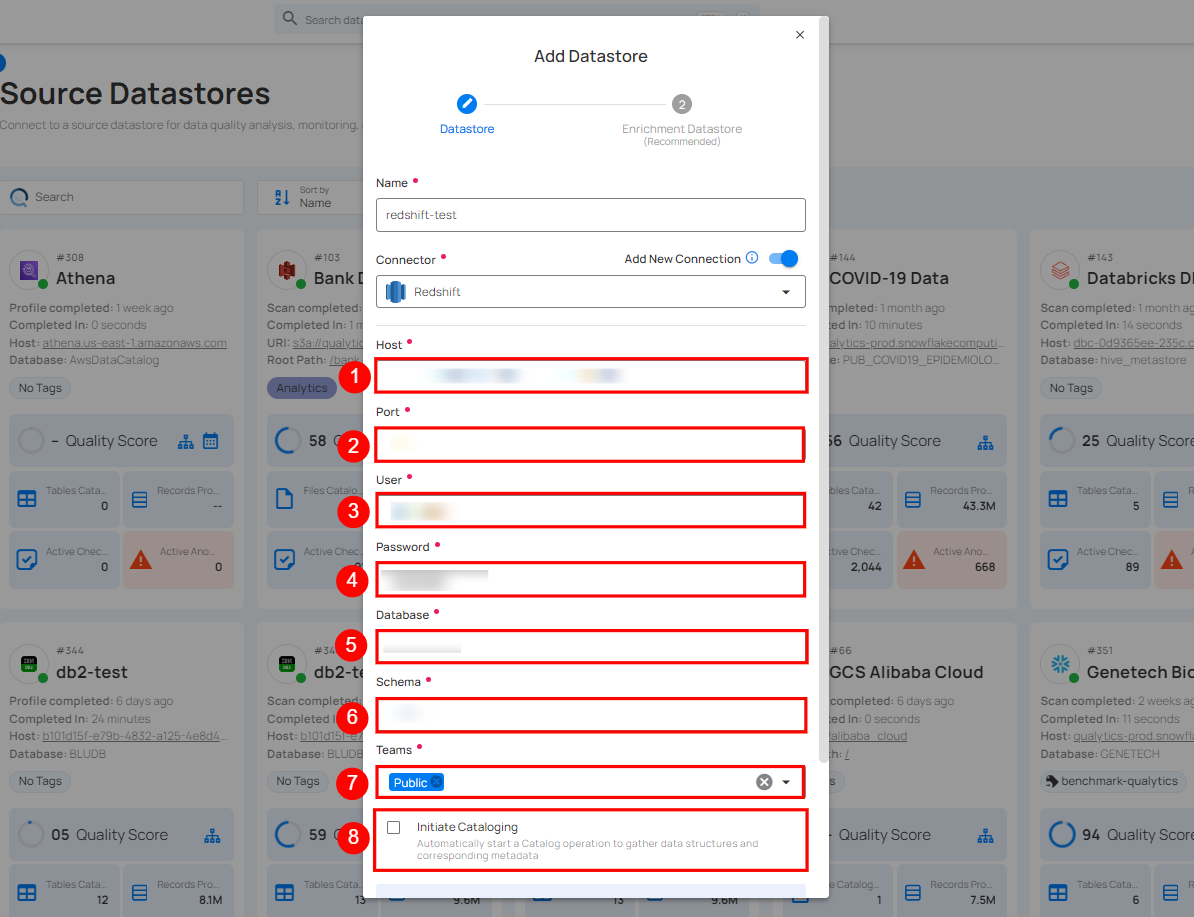 Search dat
Add Datastore
2
Datastore
Enrichment Datastore
(Recommended)
Source Datastores
Connect to a source datastore for data quality analysis, monitoring,
Search
Sort by
Name
Name *
redshift-test
Connector *
Add New Connection
Redshift
Host *
1
Port *
2
User *
3
Password *
4
Database *
5
Schema *
6
Teams *
7
Public
8
Initiate Cataloging
Automatically start a Catalog operation to gather data structures and
corresponding metadata
#308
Athena
Profile completed: 1 week ago
Completed In: 0 seconds
Host: athena.us-east-1.amazonaws.com
Database: AwsDataCatalog
No Tags
– Quality Score
Tables Cata...
0
Records Pro...
--
Active Chec...
0
Active Ano...
0
#103
Bank D
Scan completed:
Completed In: 1 m
URI: s3a://qualytic
Root Path: /bank
Analytics
58
Files Catalo
Active Chec
#144
COVID-19 Data
1 month ago
10 minutes
alytics-prod.snowflakecomputi...
PUB_COVID19_EPIDEMIOLO...
56 Quality Score
bles Cata...
42
Records Pro...
43.3M
ive Chec...
2,044
Active Ano...
668
#143
Databricks DL
Scan completed: 1 month ag
Completed In: 14 seconds
Host: dbc-0d9365ee-235c.c
Database: hive_metastore
No Tags
25 Quality Score
Tables Cata...
5
Active Chec...
89
#344
db2-test
Profile completed: 6 days ago
Completed In: 24 minutes
Host: b101d15f-e79b-4832-a125-4e8d4...
Database: BLUDB
No Tags
05 Quality Score
Tables Cata...
12
Records Pro...
8.1M
#34
db2-te
Scan completed:
Completed In:
Host: b101d15f-e7
Database: BLUDB
No Tags
59
Tables Cata
13
9.6M
13
9.6M
#66
GCS Alibaba Cloud
6 days ago
0 seconds
/alibaba_cloud
th: /
– Quality Score
Catalog...
1
Records Pro...
7.5M
#351
Genetech Bio
Scan completed: 2 weeks ag
Completed In: 11 seconds
Host: qualytics-prod.snowfla
Database: GENETECH
benchmark-qualytics
94 Quality Score
Tables Cata...
6